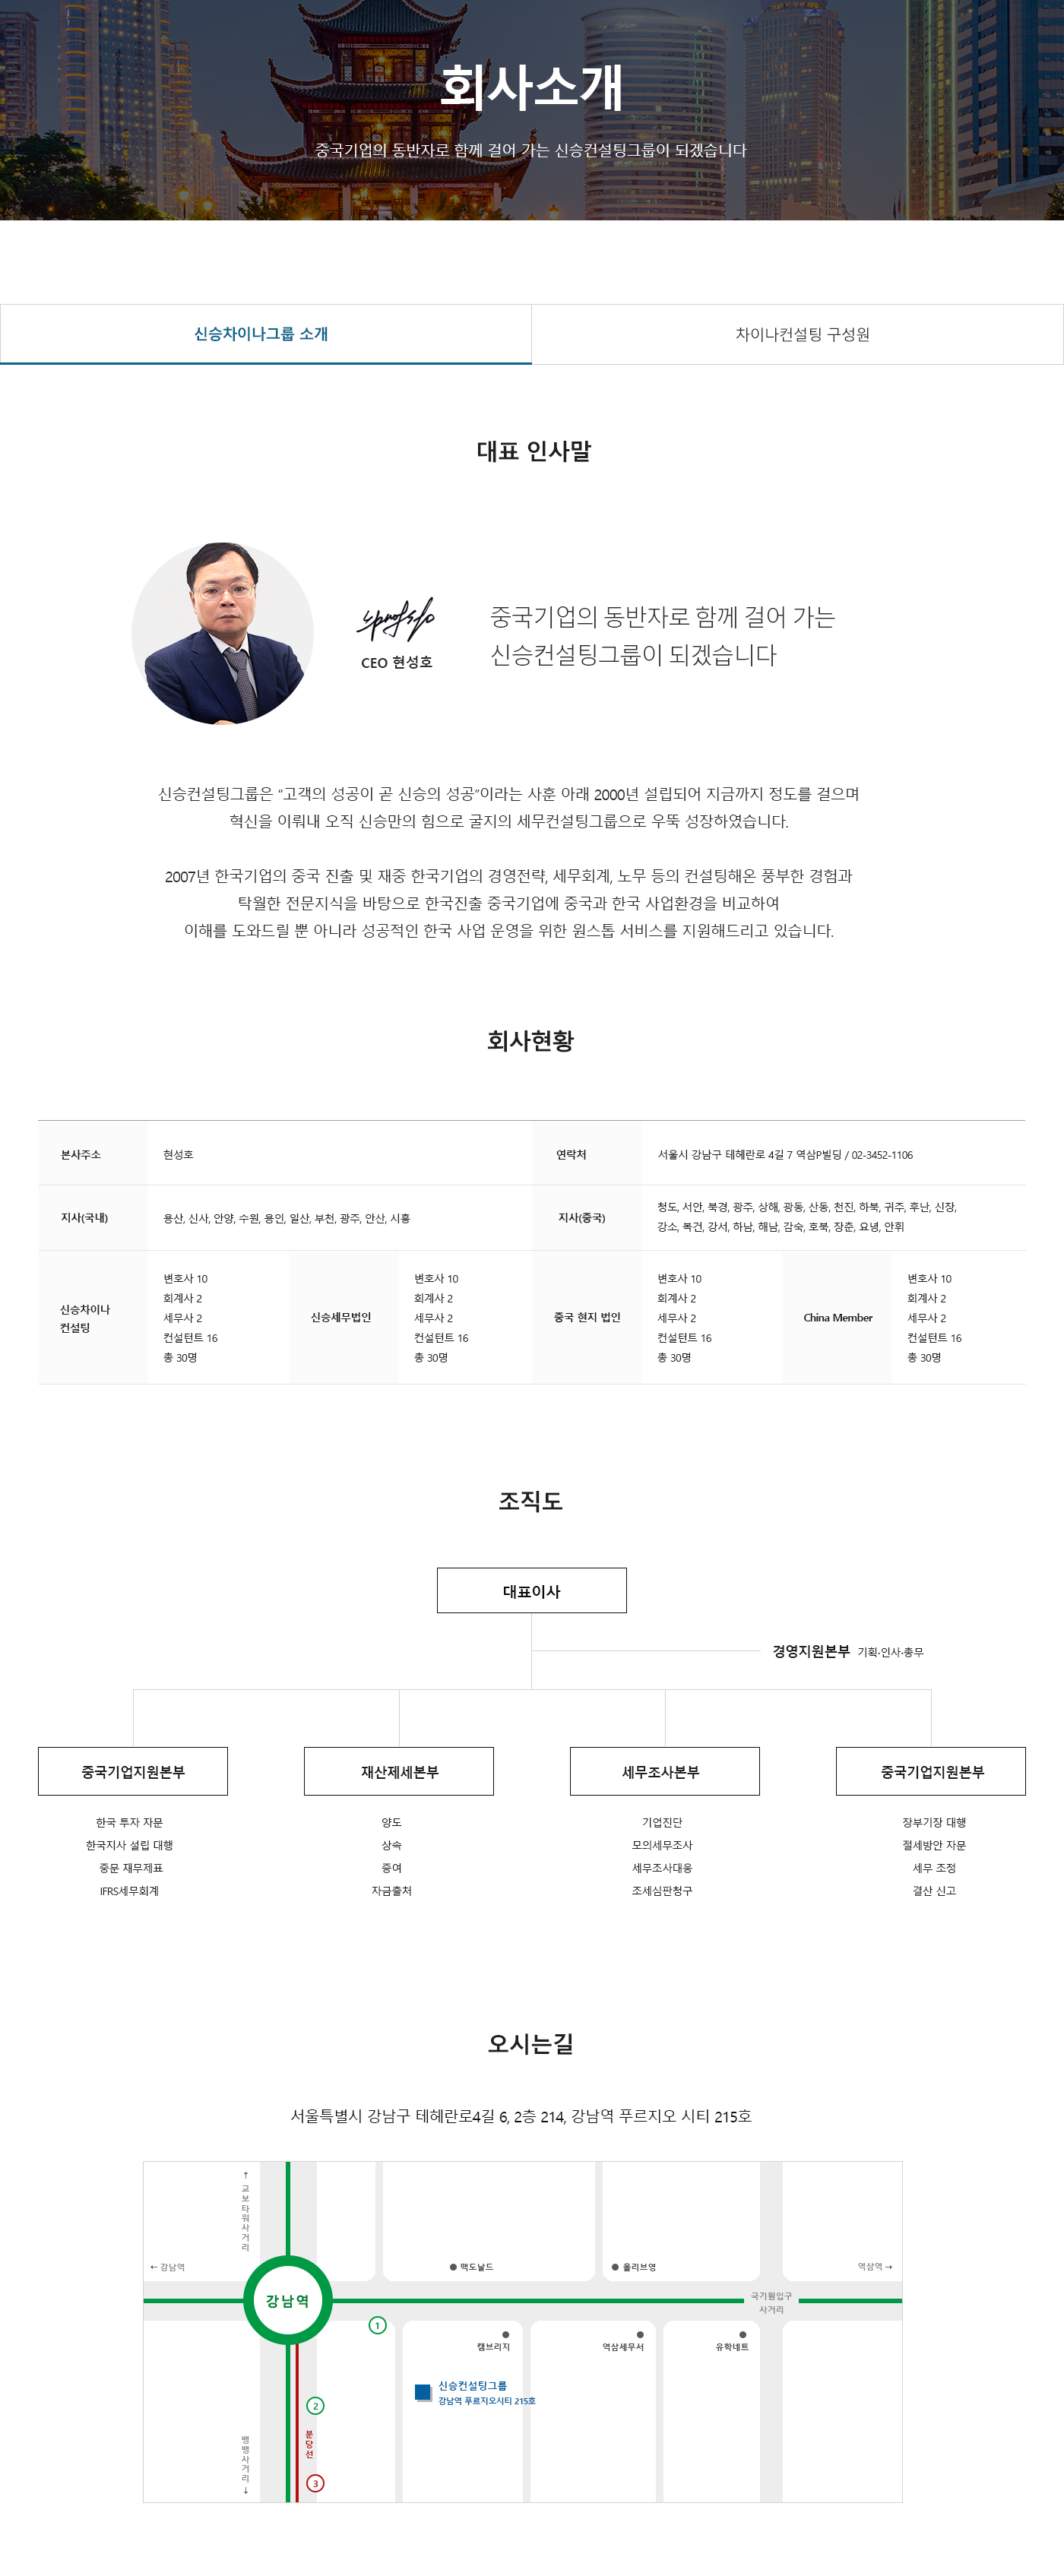 회사소개
중국기업의 동반자로 함께 걸어 가는 신승컨설팅그룹이 되겠습니다
신승차이나그룹 소개
차이나컨설팅 구성원
대표 인사말
CEO 현성호
중국기업의 동반자로 함께 걸어 가는
신승컨설팅그룹이 되겠습니다
신승컨설팅그룹은 “고객의 성공이 곧 신승의 성공”이라는 사훈 아래 2000년 설립되어 지금까지 정도를 걸으며
혁신을 이뤄내 오직 신승만의 힘으로 굴지의 세무컨설팅그룹으로 우뚝 성장하였습니다.
2007년 한국기업의 중국 진출 및 재중 한국기업의 경영전략, 세무회계, 노무 등의 컨설팅해온 풍부한 경험과
탁월한 전문지식을 바탕으로 한국진출 중국기업에 중국과 한국 사업환경을 비교하여
이해를 도와드릴 뿐 아니라 성공적인 한국 사업 운영을 위한 원스톱 서비스를 지원해드리고 있습니다.
회사현황
본사주소
현성호
연락처
서울시 강남구 테헤란로 4길 7 역삼P빌딩 / 02-3452-1106
지사(국내)
용산, 신사, 안양, 수원, 용인, 일산, 부천, 광주, 안산, 시흥
지사(중국)
청도, 서안, 북경, 광주, 상해, 광동, 산동, 천진, 하북, 귀주, 후난, 신장,
강소, 복건, 강서, 하남, 해남, 감숙, 호북, 장춘, 요녕, 안휘
신승차이나
컨설팅
변호사 10
회계사 2
세무사 2
컨설턴트 16
총 30명
신승세무법인
변호사 10
회계사 2
세무사 2
컨설턴트 16
총 30명
중국 현지 법인
변호사 10
회계사 2
세무사 2
컨설턴트 16
총 30명
China Member
변호사 10
회계사 2
세무사 2
컨설턴트 16
총 30명
조직도
대표이사
경영지원본부 기획·인사·총무
중국기업지원본부
한국 투자 자문
한국지사 설립 대행
중문 재무제표
IFRS세무회계
재산제세본부
양도
상속
증여
자금출처
세무조사본부
기업진단
모의세무조사
세무조사대응
조세심판청구
중국기업지원본부
장부기장 대행
절세방안 자문
세무 조정
결산 신고
오시는길
서울특별시 강남구 테헤란로4길 6, 2층 214, 강남역 푸르지오 시티 215호
↑ 교보타워사거리
← 강남역
맥도날드
올리브영
역삼역 →
강남역
국기원입구
사거리
1
캠브리지
역삼세무서
유학네트
신승컨설팅그룹
강남역 푸르지오시티 215호
2
분당선
뱅뱅사거리 ↓
3